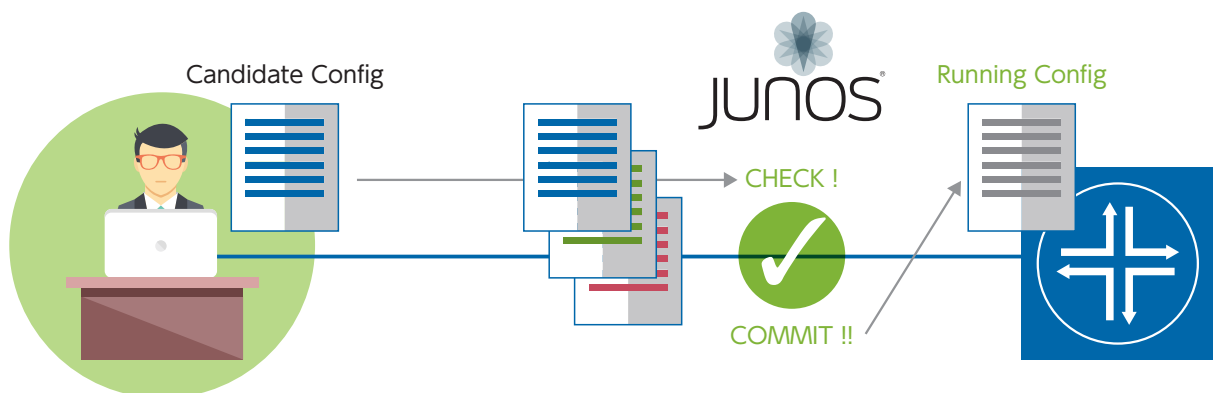 Candidate Config
JUNOS®
Running Config
CHECK !
COMMIT !!